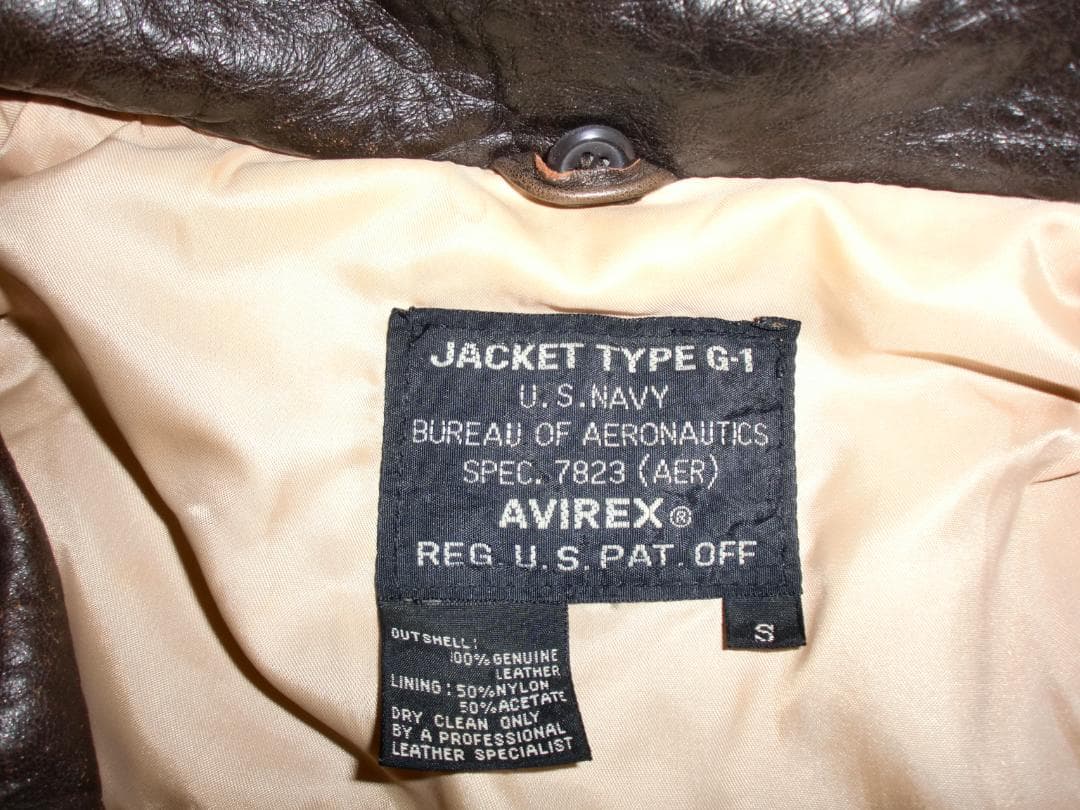 JACKET TYPE G-1
U.S.NAVY
BUREAU OF AERONAUTICS
SPEC. 7823 (AER)
AVIREX®
REG. U.S. PAT. OFF
S
OUTSHELL:
100% GENUINE
LEATHER
LINING: 50% NYLON
50% ACETATE
DRY CLEAN ONLY
BY A PROFESSIONAL
LEATHER SPECIALIST